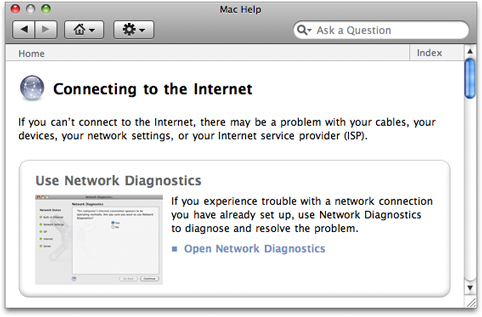 Mac Help
Ask a Question
Home
Index
Connecting to the Internet
If you can't connect to the Internet, there may be a problem with your cables, your
devices, your network settings, or your Internet service provider (ISP).
Use Network Diagnostics
If you experience trouble with a network connection
you have already set up, use Network Diagnostics
to diagnose and resolve the problem.
Open Network Diagnostics